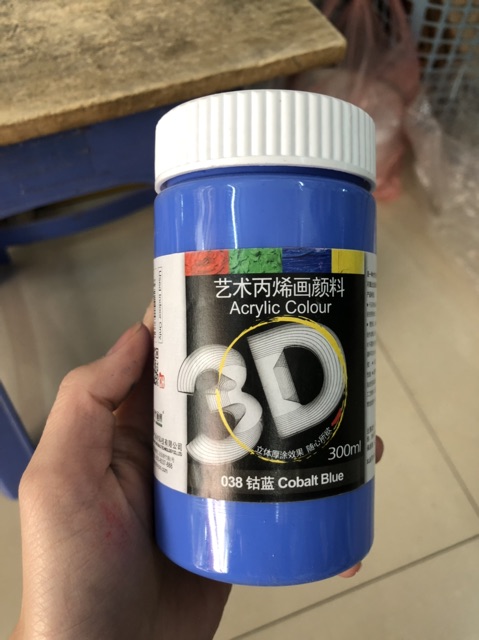 艺术丙烯画颜料
Acrylic Colour
3D
立体厚涂效果 随心所欲
300ml
038 钴蓝 Cobalt Blue